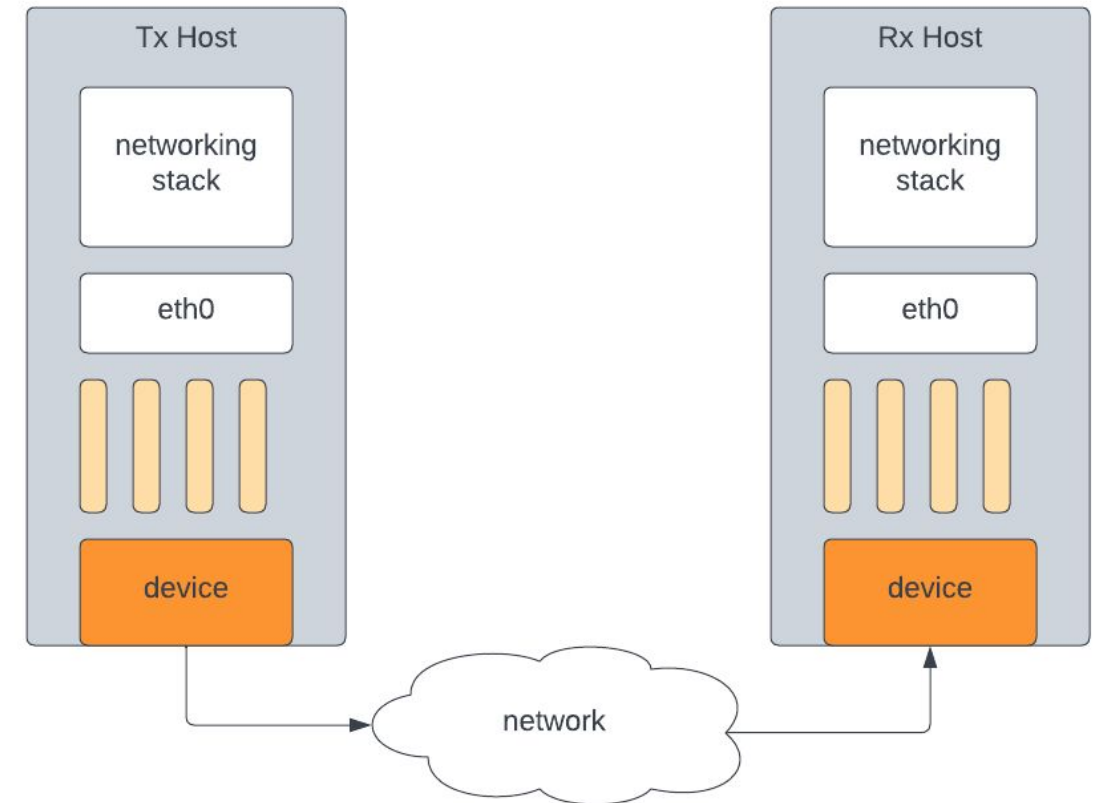 Tx Host
networking
stack
eth0
device
Rx Host
networking
stack
eth0
device
network